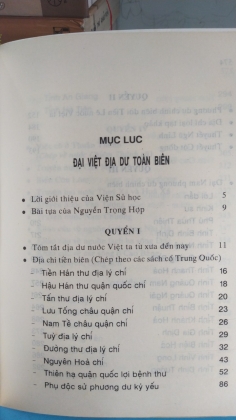 MỤC LỤC
ĐẠI VIỆT ĐỊA DƯ TOÀN BIÊN
• Lời giới thiệu của Viện Sử học 5
• Bài tựa của Nguyễn Trọng Hợp 9
QUYỂN I
• Tóm tắt địa dư nước Việt ta từ xưa đến nay 11
• Địa chí tiền biên (Chép theo các sách cổ Trung Quốc)
- Tiền Hán thư địa lý chí 16
- Hậu Hán thư quận quốc chí 20
- Tấn thư địa lý chí 20
- Lưu Tống châu quận chí 26
- Nam Tề châu quận chí 26
- Tuỳ địa lý chí 29
- Đường thư địa lý chí 32
- Nguyên Hoà chí 43
- Thiên hạ quận quốc lợi bệnh thư 52
- Phụ độc sử phương dư kỷ yếu 86